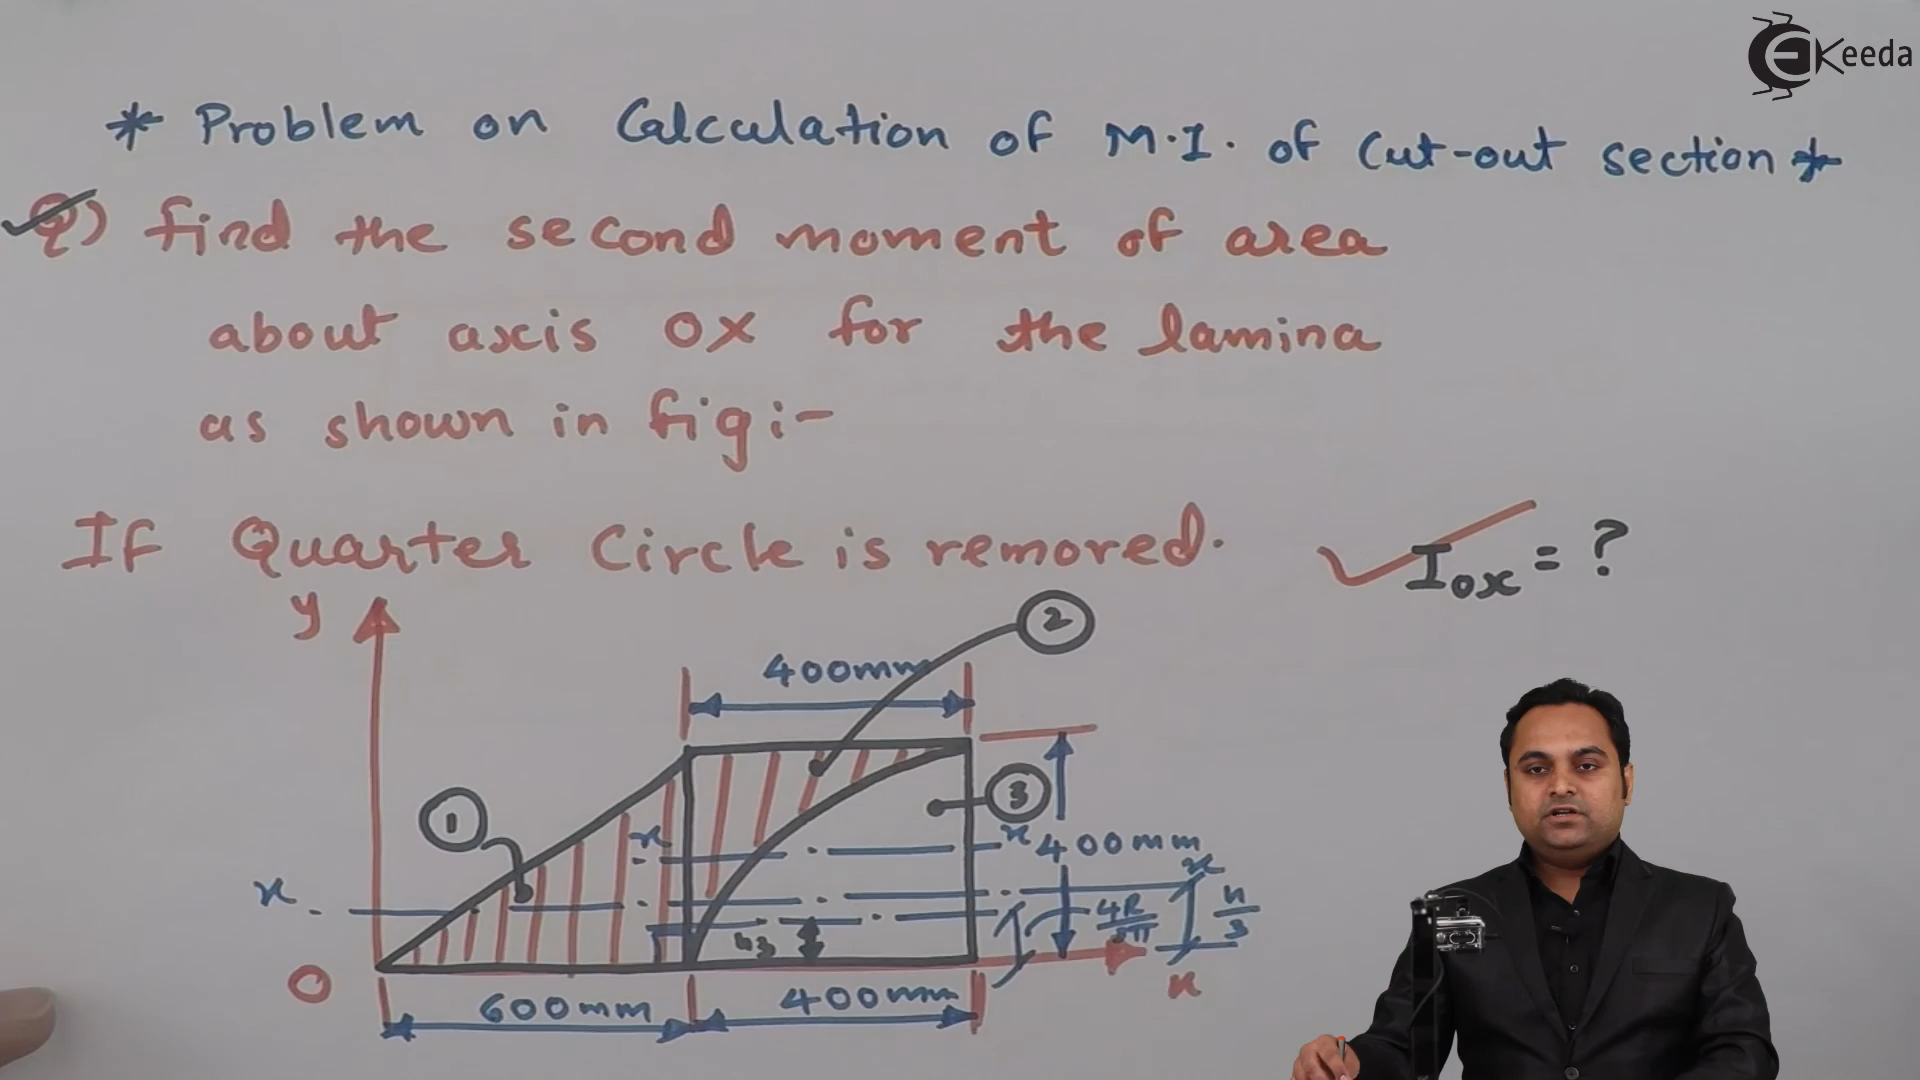 EKeeda
* Problem on Calculation of M.I. of Cut-out section *
Q) find the second moment of area
about axis OX for the lamina
as shown in fig:-
If Quarter Circle is removed.
Iox = ?
y
2
400mm
1
3
x
x
400mm
x
x
4R
3π
h
3
h3
O
x
600mm
400mm